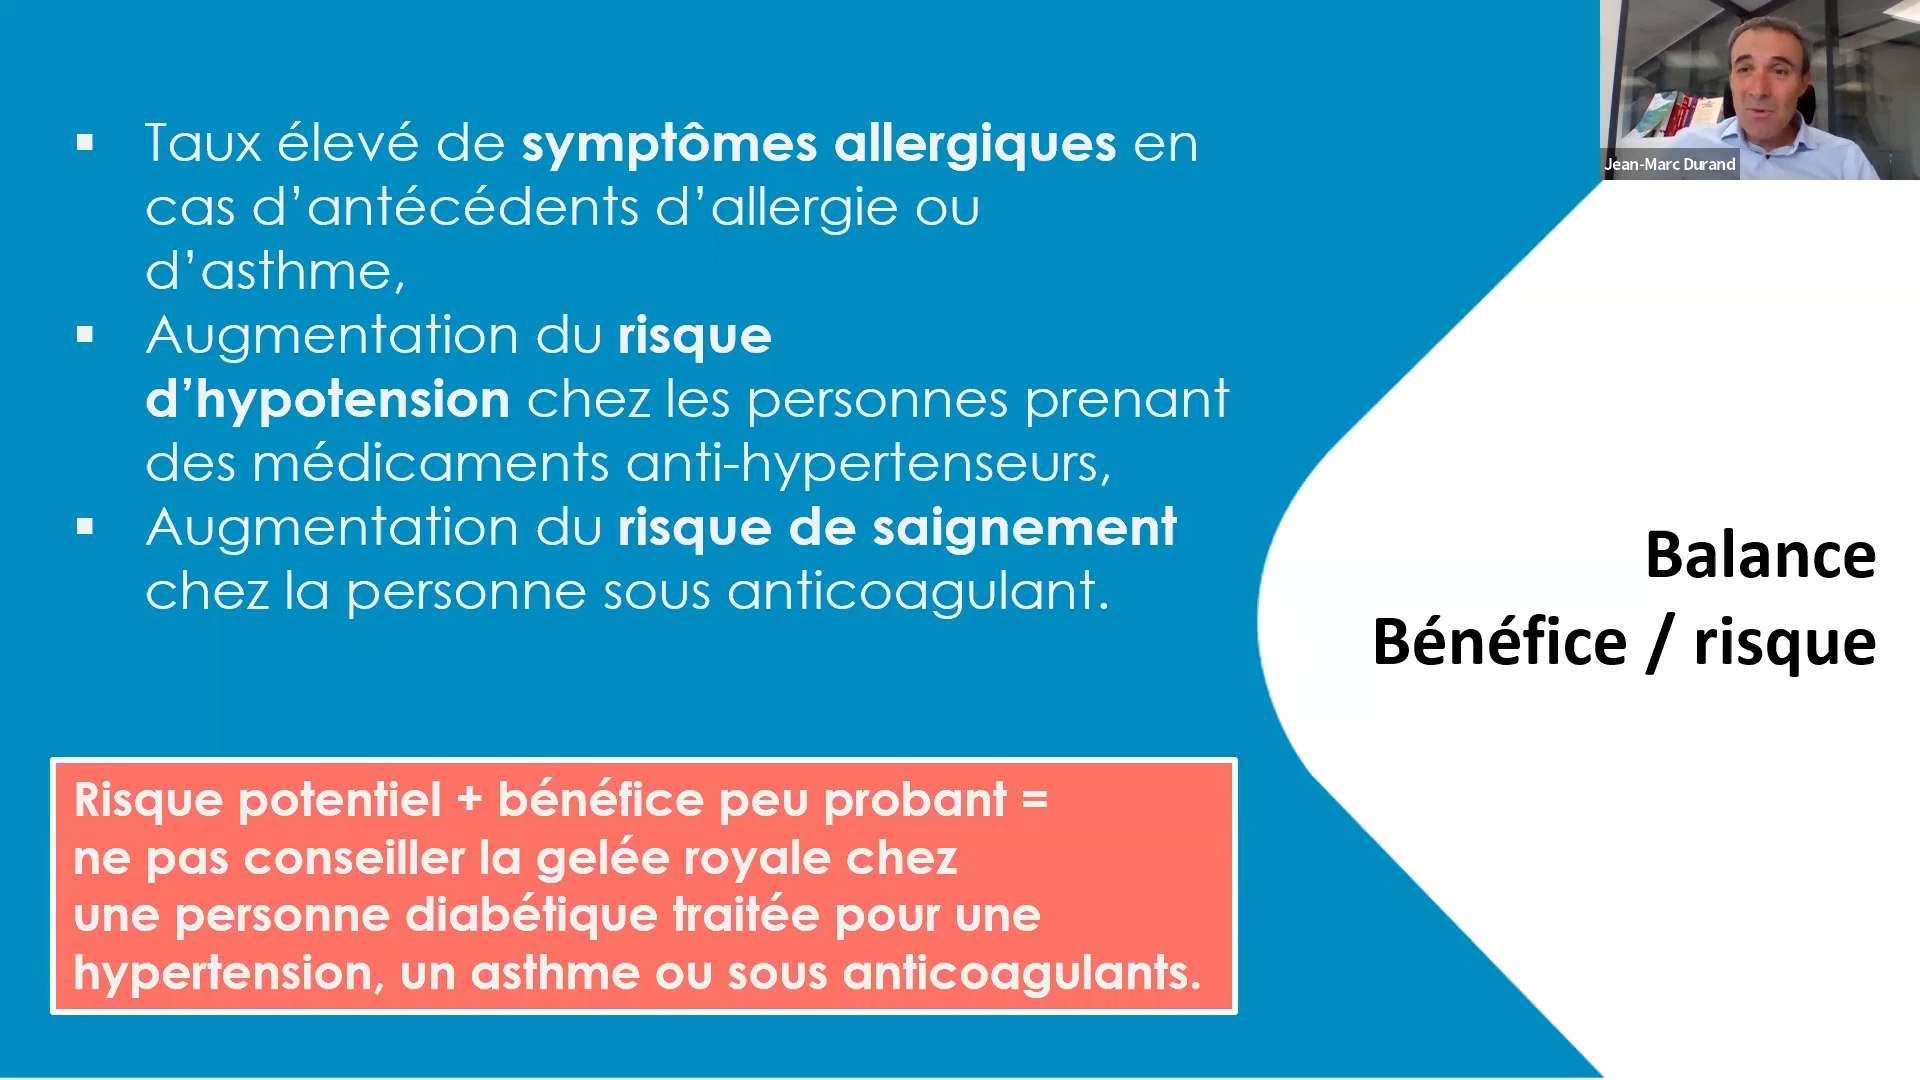 ▪ Taux élevé de symptômes allergiques en
cas d’antécédents d’allergie ou
d’asthme,
▪ Augmentation du risque
d’hypotension chez les personnes prenant
des médicaments anti-hypertenseurs,
▪ Augmentation du risque de saignement
chez la personne sous anticoagulant.
Risque potentiel + bénéfice peu probant =
ne pas conseiller la gelée royale chez
une personne diabétique traitée pour une
hypertension, un asthme ou sous anticoagulants.
Balance
Bénéfice / risque
Jean-Marc Durand